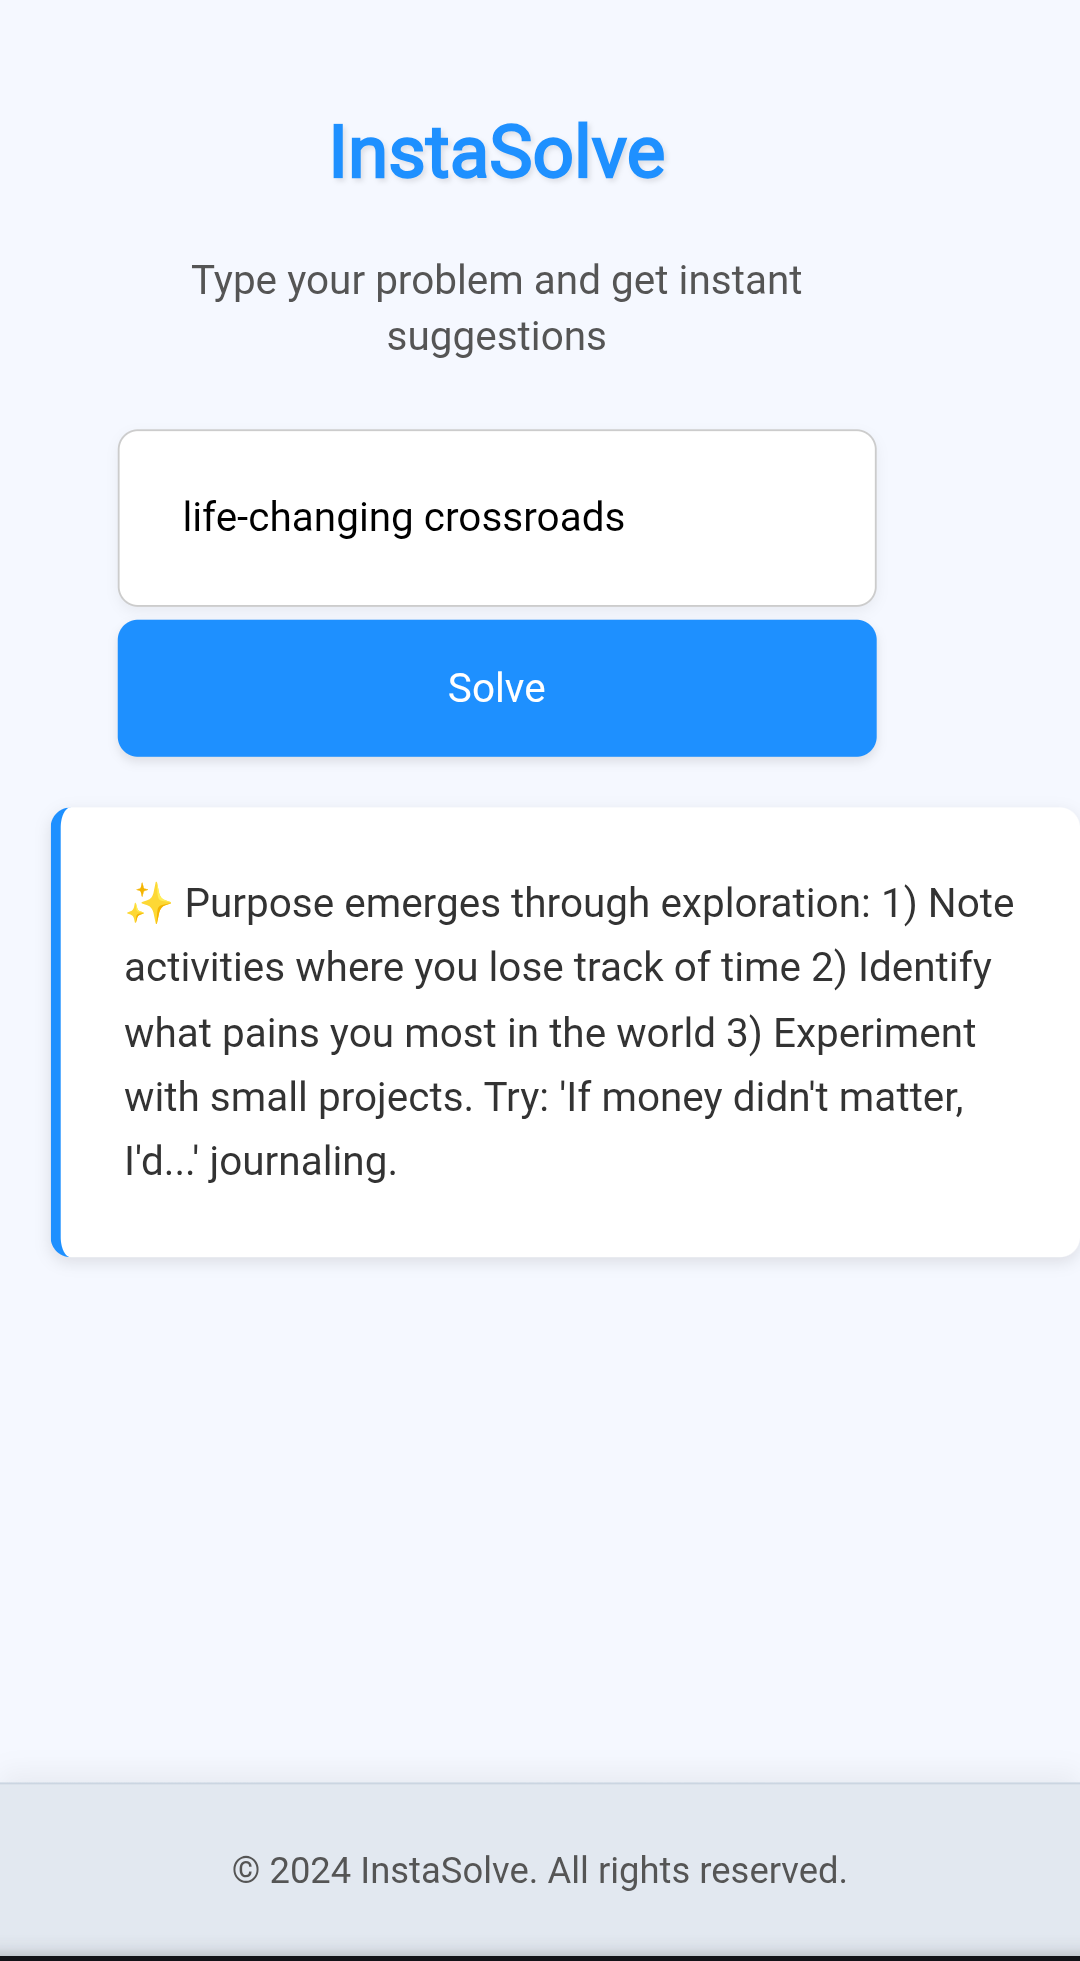 InstaSolve
Type your problem and get instant
suggestions
life-changing crossroads
Solve
✨ Purpose emerges through exploration: 1) Note
activities where you lose track of time 2) Identify
what pains you most in the world 3) Experiment
with small projects. Try: 'If money didn't matter,
I'd...' journaling.
© 2024 InstaSolve. All rights reserved.